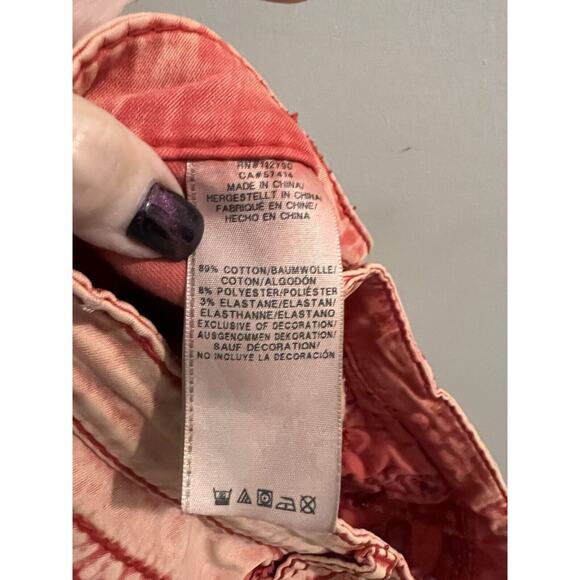 RN#112790
CA#57414
MADE IN CHINA/
HERGESTELLT IN CHINA/
FABRIQUÉ EN CHINE/
HECHO EN CHINA
89% COTTON/BAUMWOLLE/
COTON/ALGODÓN
8% POLYESTER/POLIÉSTER
3% ELASTANE/ELASTAN/
ELASTHANNE/ELASTANO
EXCLUSIVE OF DECORATION/
AUSGENOMMEN DEKORATION/
SAUF DÉCORATION/
NO INCLUYE LA DECORACIÓN/